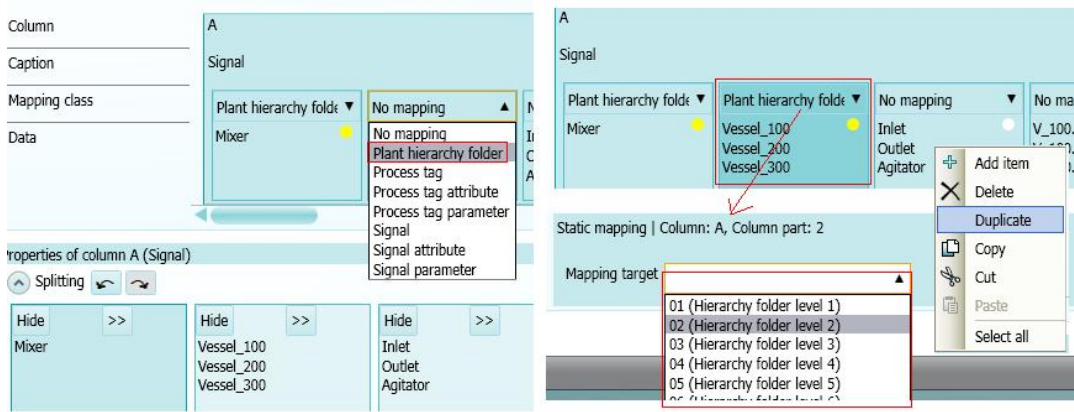 Column
A
Caption
Signal
Mapping class
Plant hierarchy folde
No mapping
Data
Mixer
No mapping
Plant hierarchy folder
Process tag
Process tag attribute
Process tag parameter
Signal
Signal attribute
Signal parameter
roperties of column A (Signal)
Splitting
Hide >>
Hide >>
Hide >>
Mixer
Vessel_100
Vessel_200
Vessel_300
Inlet
Outlet
Agitator
A
Signal
Plant hierarchy folde
Plant hierarchy folde
No mapping
No ma
Mixer
Vessel_100
Vessel_200
Vessel_300
Inlet
Outlet
Agitator
V_100.
Add item
Delete
Duplicate
Copy
Cut
Paste
Select all
Static mapping | Column: A, Column part: 2
Mapping target
01 (Hierarchy folder level 1)
02 (Hierarchy folder level 2)
03 (Hierarchy folder level 3)
04 (Hierarchy folder level 4)
05 (Hierarchy folder level 5)